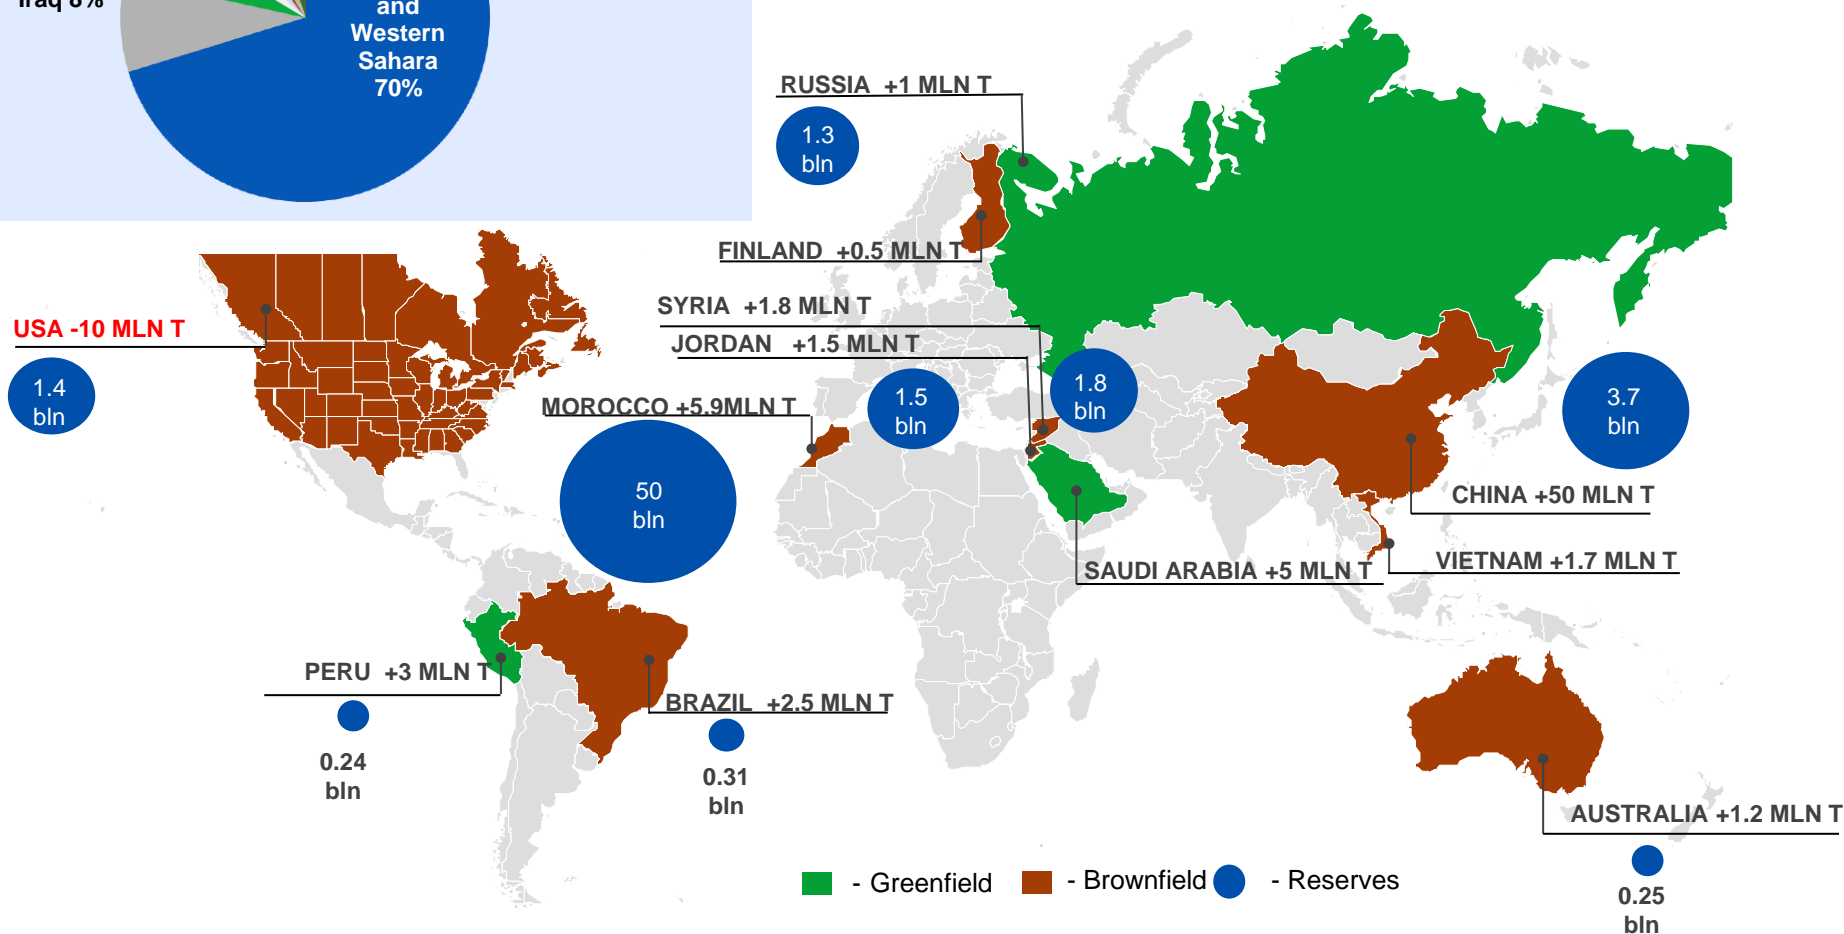 Iraq 8%
and
Western
Sahara
70%
RUSSIA +1 MLN T
1.3
bln
FINLAND +0.5 MLN T
SYRIA +1.8 MLN T
JORDAN +1.5 MLN T
USA -10 MLN T
1.4
bln
MOROCCO +5.9MLN T
1.5
bln
1.8
bln
3.7
bln
50
bln
CHINA +50 MLN T
VIETNAM +1.7 MLN T
SAUDI ARABIA +5 MLN T
PERU +3 MLN T
0.24
bln
BRAZIL +2.5 MLN T
0.31
bln
AUSTRALIA +1.2 MLN T
0.25
bln
- Greenfield
- Brownfield
- Reserves